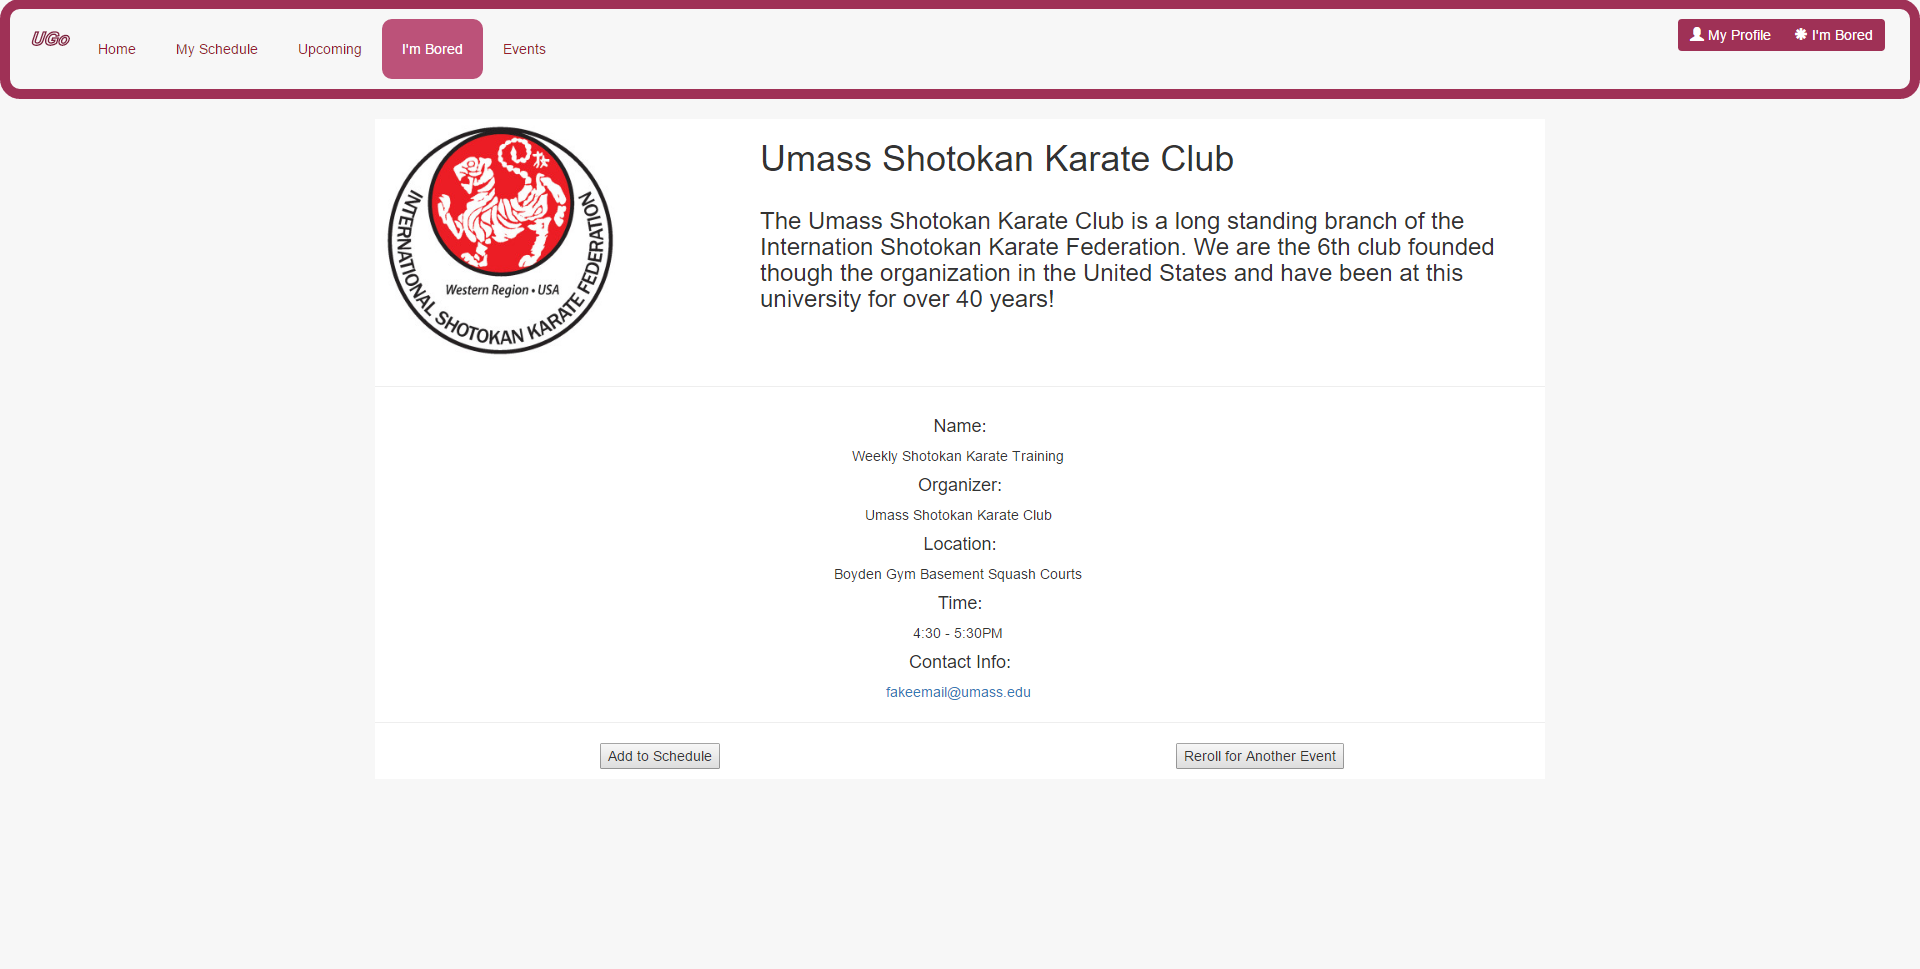 UGo
Home
My Schedule
Upcoming
I'm Bored
Events
My Profile
I'm Bored
INTERNATIONAL SHOTOKAN KARATE FEDERATION
Western Region • USA
Umass Shotokan Karate Club
The Umass Shotokan Karate Club is a long standing branch of the
Internation Shotokan Karate Federation. We are the 6th club founded
though the organization in the United States and have been at this
university for over 40 years!
Name:
Weekly Shotokan Karate Training
Organizer:
Umass Shotokan Karate Club
Location:
Boyden Gym Basement Squash Courts
Time:
4:30 - 5:30PM
Contact Info:
fakeemail@umass.edu
Add to Schedule
Reroll for Another Event